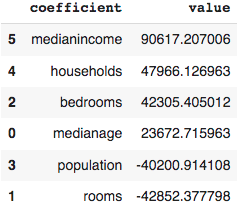 coefficient value
5 medianincome 90617.207006
4 households 47966.126963
2 bedrooms 42305.405012
0 medianage 23672.715963
3 population -40200.914108
1 rooms -42852.377798